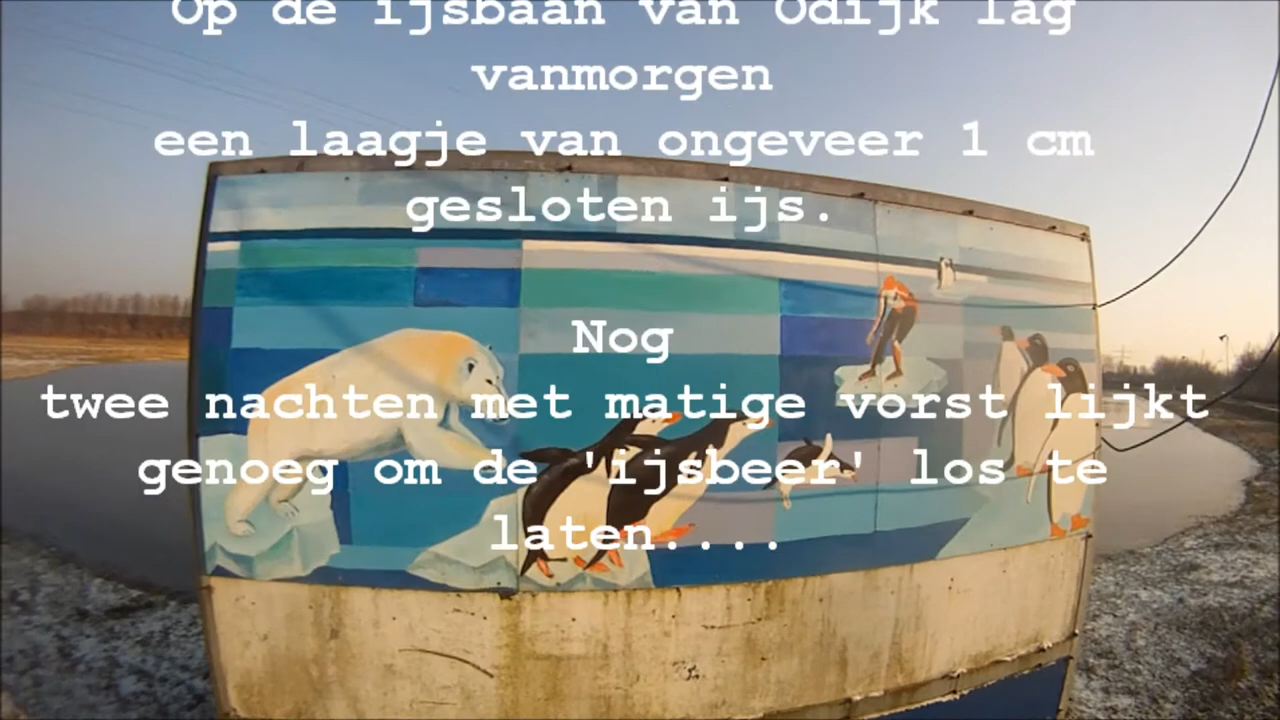 Op de ijsbaan van Odijk lag
vanmorgen
een laagje van ongeveer 1 cm
gesloten ijs.
Nog
twee nachten met matige vorst lijkt
genoeg om de 'ijsbeer' los te
laten....